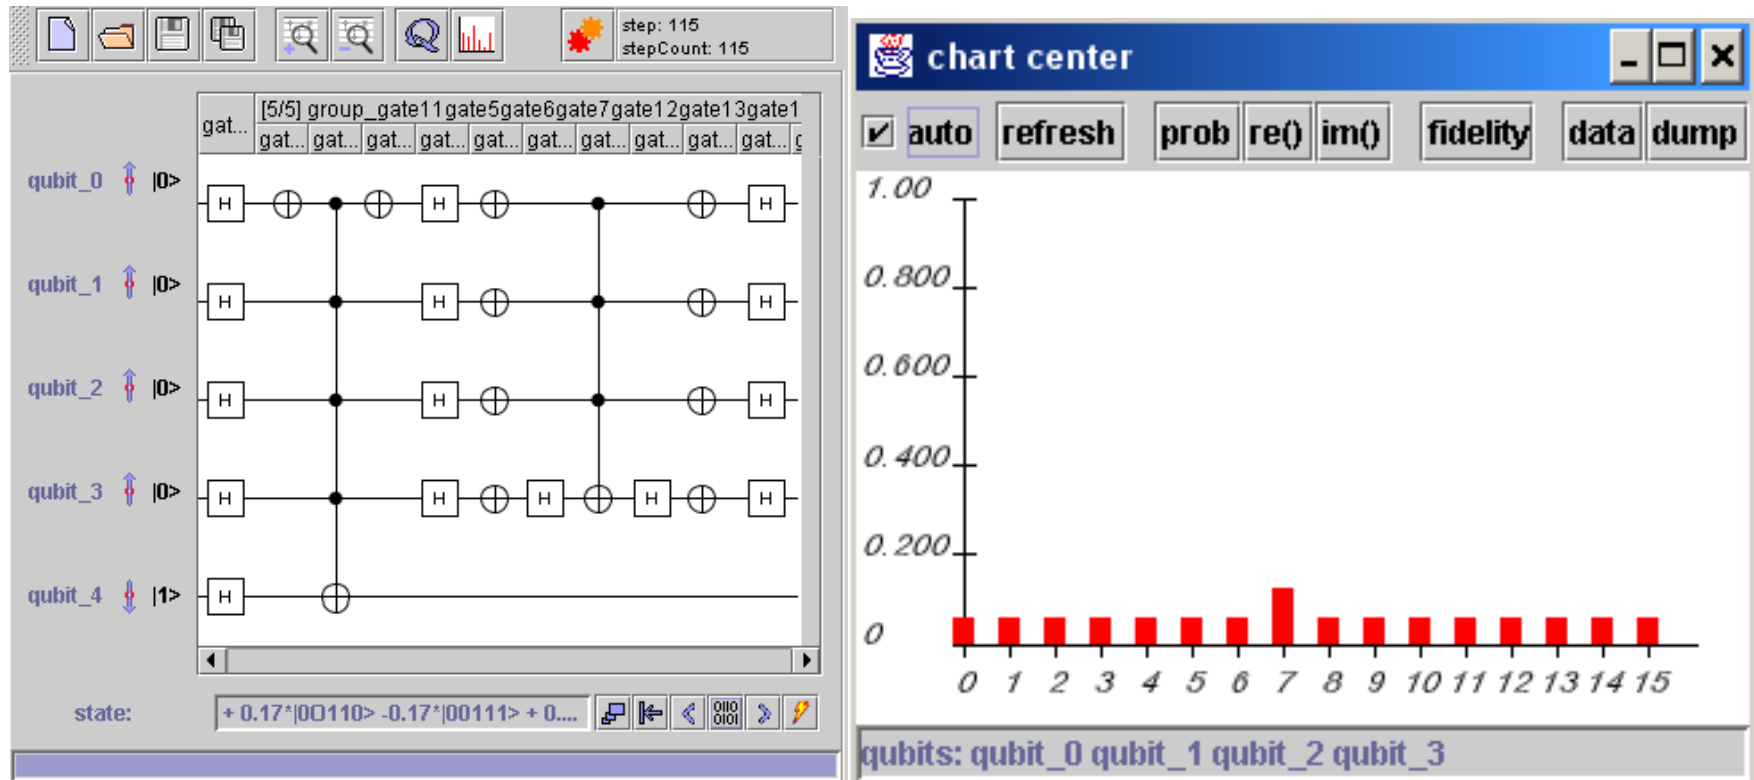 step: 115
stepCount: 115
gat...
[5/5] group_gate11gate5gate6gate7gate12gate13gate1
gat... gat... gat... gat... gat... gat... gat... gat... gat... g
qubit_0 |0>
H H H
qubit_1 |0>
H H H
qubit_2 |0>
H H H
qubit_3 |0>
H H H H H
qubit_4 |1>
H
state:
+ 0.17*|00110> -0.17*|00111> + 0....
0110
0101
chart center
auto refresh prob re() im() fidelity data dump
1.00
0.800
0.600
0.400
0.200
0
0 1 2 3 4 5 6 7 8 9 10 11 12 13 14 15
qubits: qubit_0 qubit_1 qubit_2 qubit_3